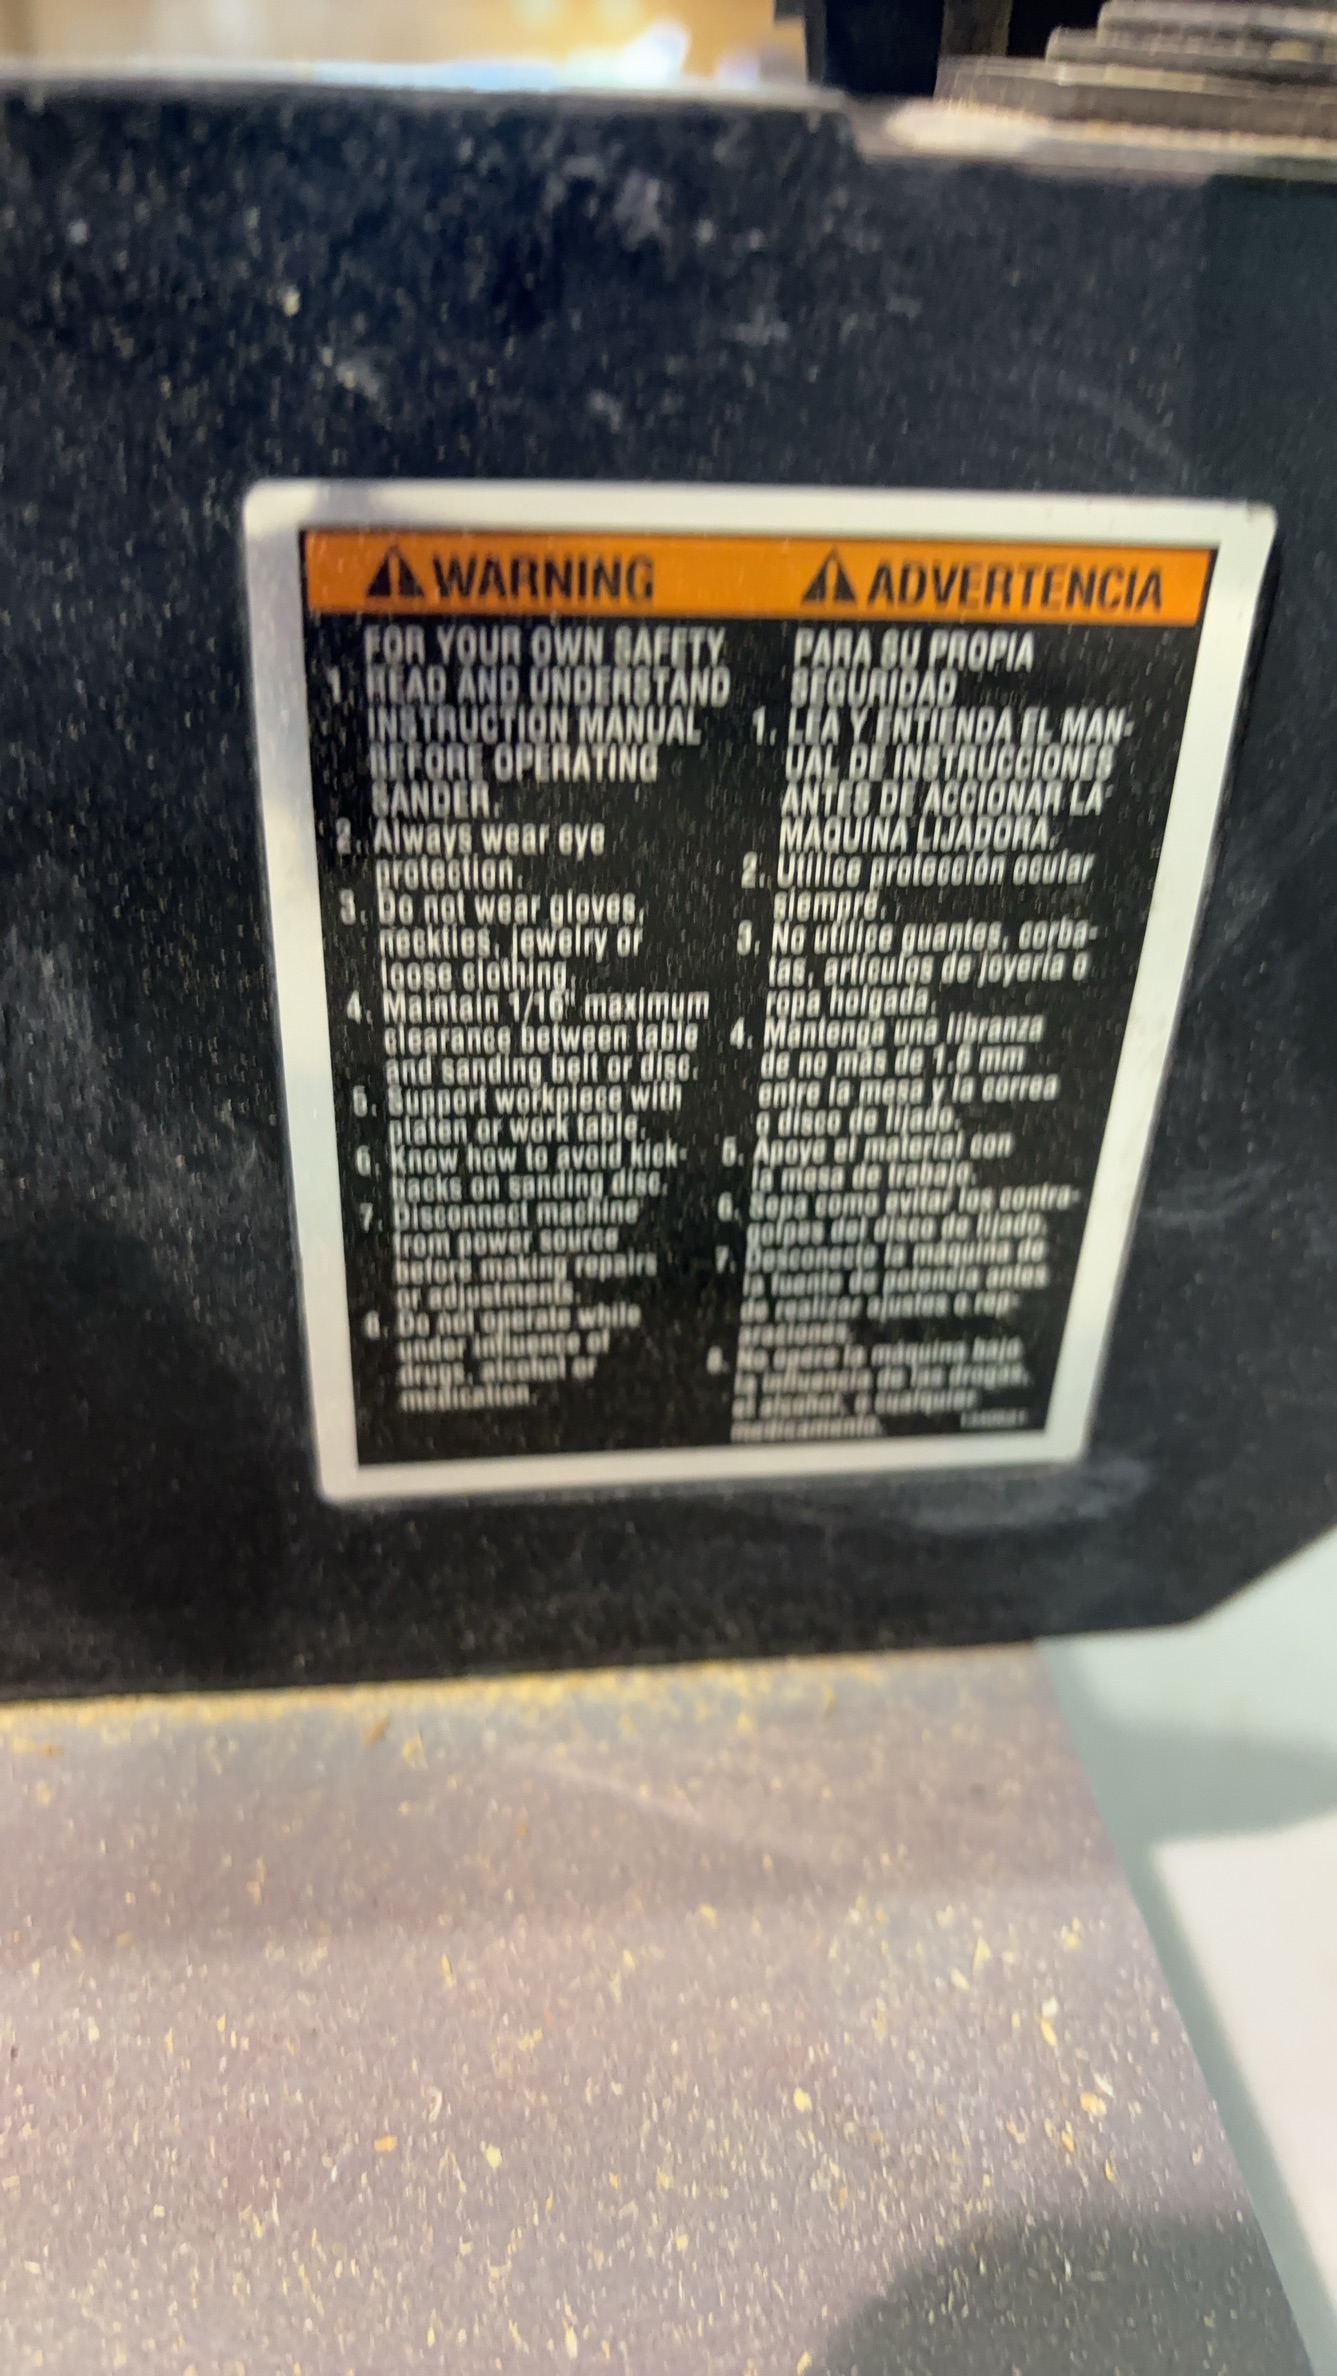 WARNING
FOR YOUR OWN SAFETY
1. READ AND UNDERSTAND
INSTRUCTION MANUAL
BEFORE OPERATING
SANDER.
2. Always wear eye
protection.
3. Do not wear gloves,
neckties, jewelry or
loose clothing.
4. Maintain 1/16" maximum
clearance between table
and sanding belt or disc.
5. Support workpiece with
platen or work table.
6. Know how to avoid kick-
backs on sanding disc.
7. Disconnect machine
from power source
before making repairs
or adjustments.
8. Do not operate while
under influence of
drugs, alcohol or
medication.
ADVERTENCIA
PARA SU PROPIA
SEGURIDAD
1. LEA Y ENTIENDA EL MAN-
UAL DE INSTRUCCIONES
ANTES DE ACCIONAR LA
MAQUINA LIJADORA.
2. Utilice protección ocular
siempre.
3. No utilice guantes, corba-
tas, artículos de joyería o
ropa holgada.
4. Mantenga una libranza
de no más de 1.6 mm
entre la mesa y la correa
o disco de lijado.
5. Apoye el material con
la mesa de trabajo.
6. Sepa como evitar los contra-
golpes del disco de lijado.
7. Desconecte la máquina de
la fuente de potencia antes
de realizar ajustes o rep-
araciones.
8. No opere la máquina bajo
la influencia de las drogas,
el alcohol, o cualquier
medicamento.